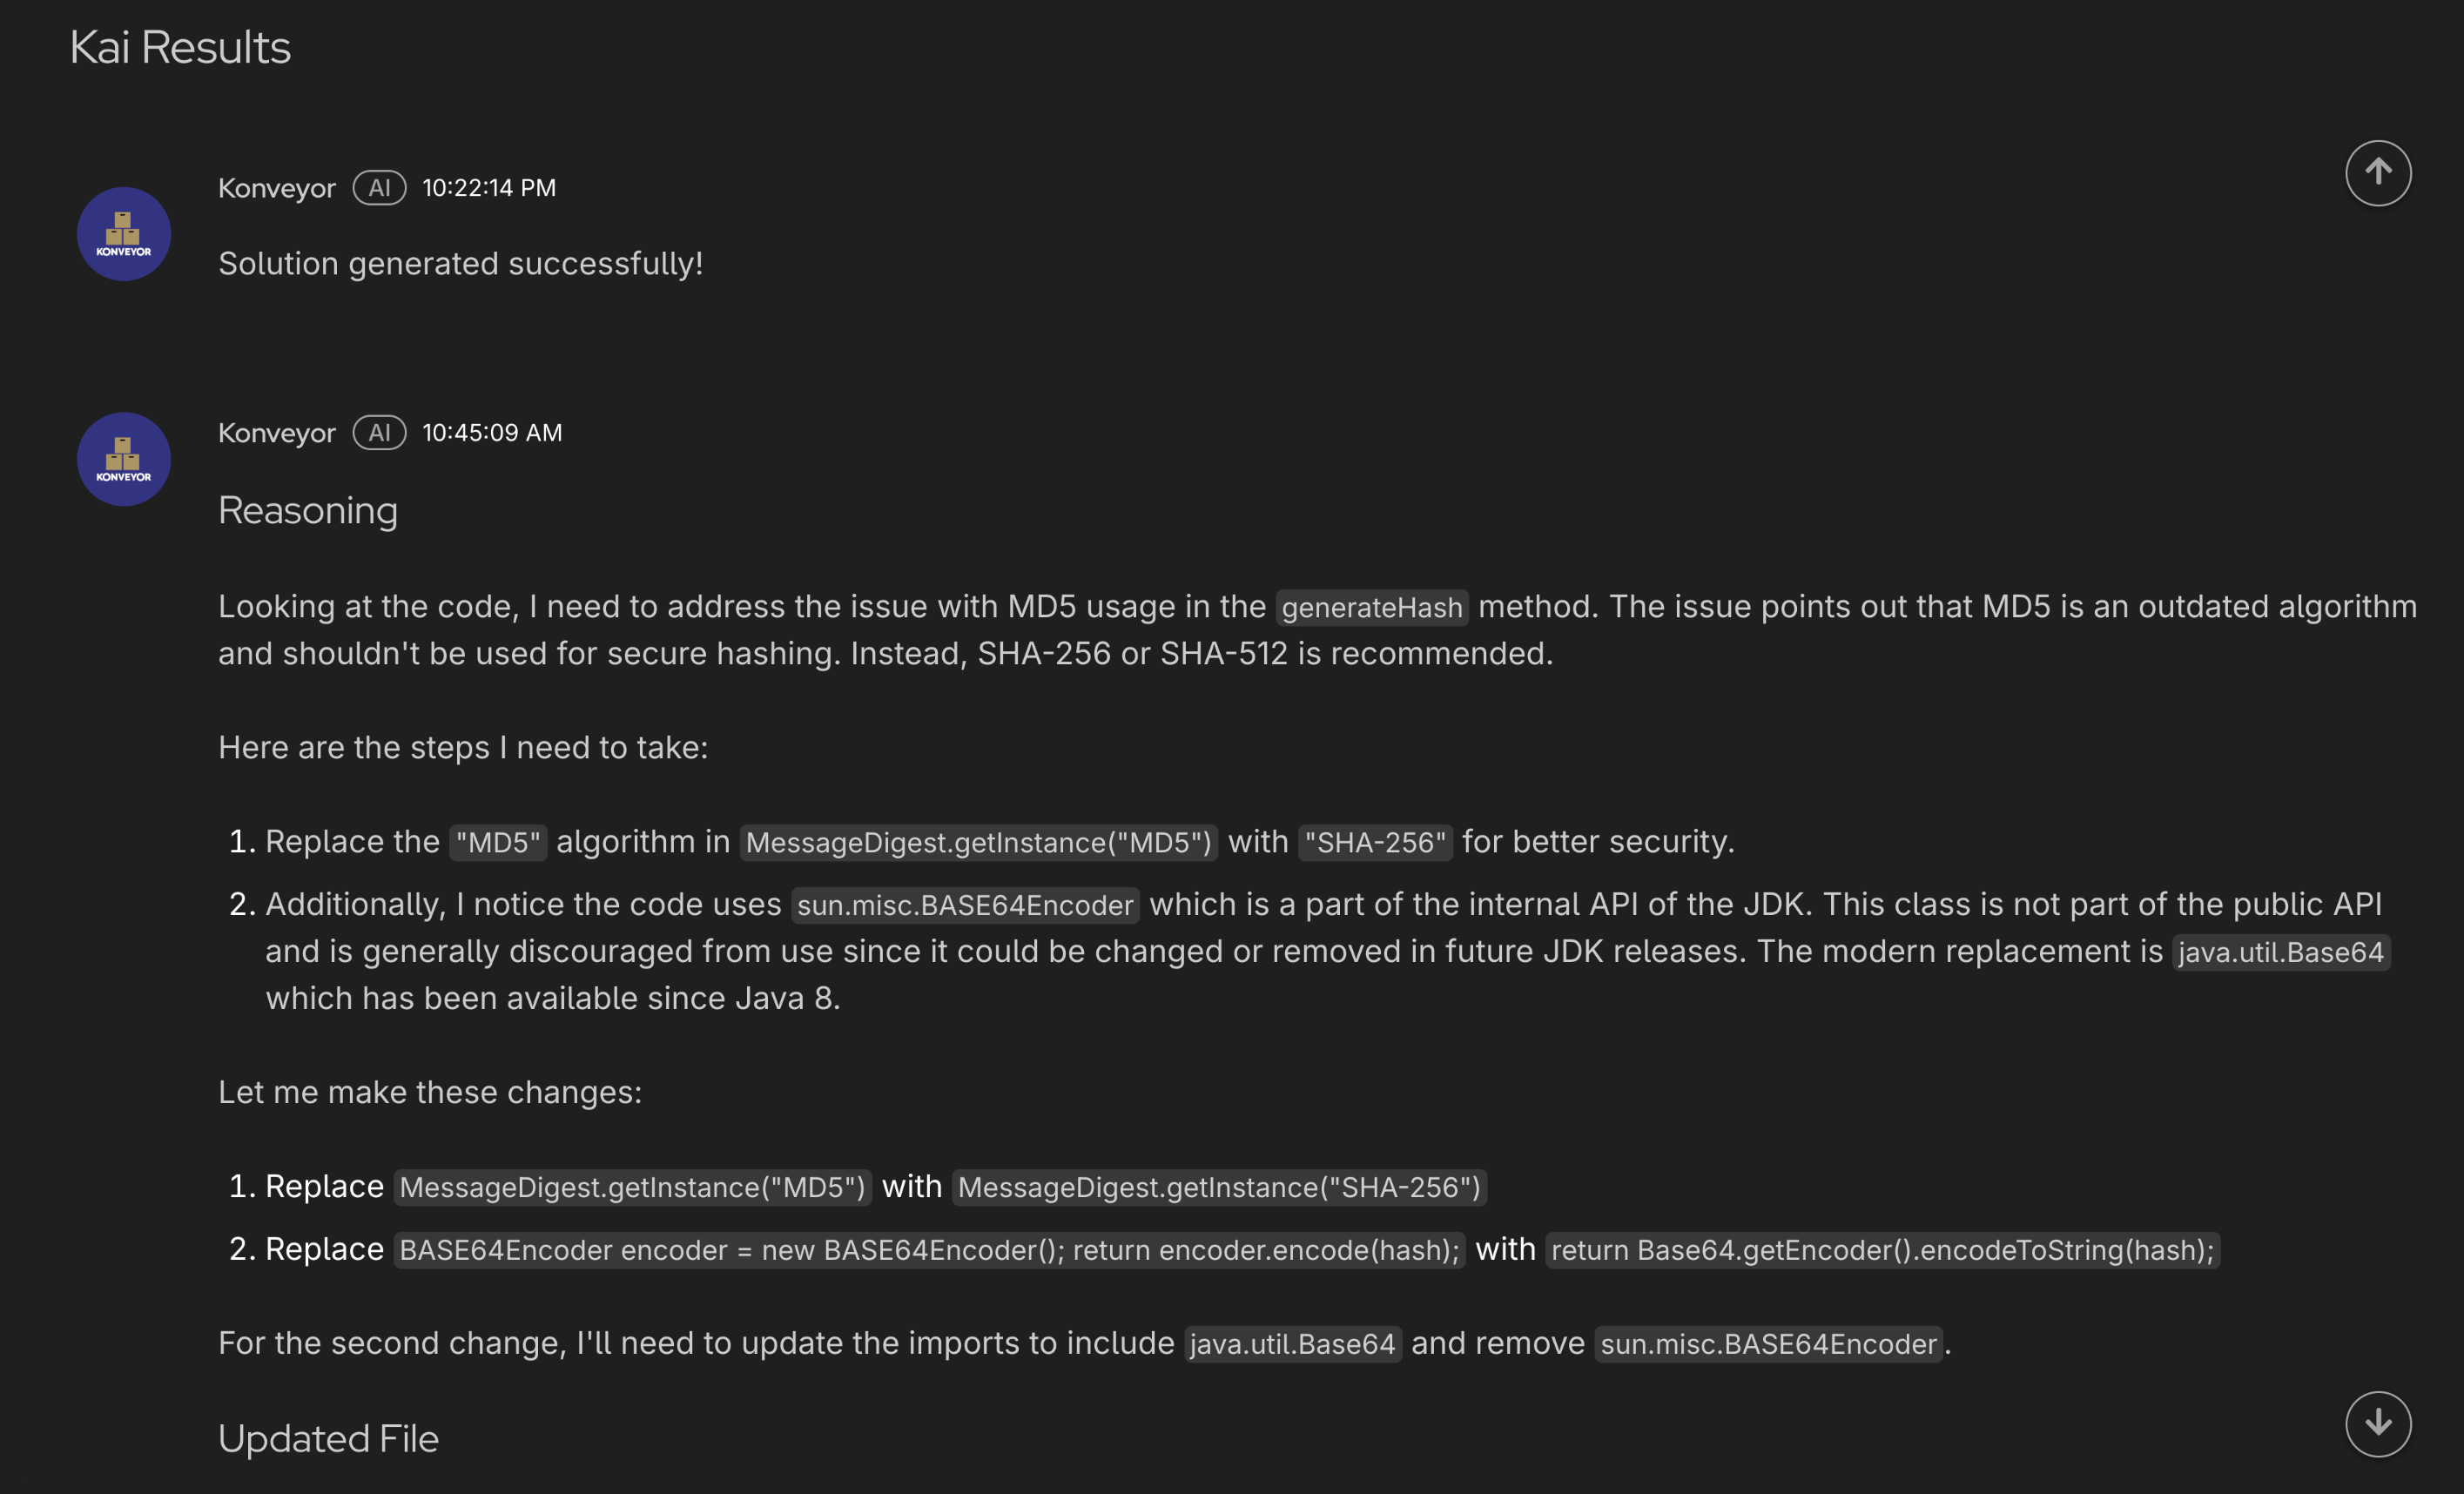 Kai Results
KONVEYOR
Konveyor AI 10:22:14 PM
Solution generated successfully!
KONVEYOR
Konveyor AI 10:45:09 AM
Reasoning
Looking at the code, I need to address the issue with MD5 usage in the generateHash method. The issue points out that MD5 is an outdated algorithm
and shouldn't be used for secure hashing. Instead, SHA-256 or SHA-512 is recommended.
Here are the steps I need to take:
1. Replace the "MD5" algorithm in MessageDigest.getInstance("MD5") with "SHA-256" for better security.
2. Additionally, I notice the code uses sun.misc.BASE64Encoder which is a part of the internal API of the JDK. This class is not part of the public API
and is generally discouraged from use since it could be changed or removed in future JDK releases. The modern replacement is java.util.Base64
which has been available since Java 8.
Let me make these changes:
1. Replace MessageDigest.getInstance("MD5") with MessageDigest.getInstance("SHA-256")
2. Replace BASE64Encoder encoder = new BASE64Encoder(); return encoder.encode(hash); with return Base64.getEncoder().encodeToString(hash);
For the second change, I'll need to update the imports to include java.util.Base64 and remove sun.misc.BASE64Encoder.
Updated File